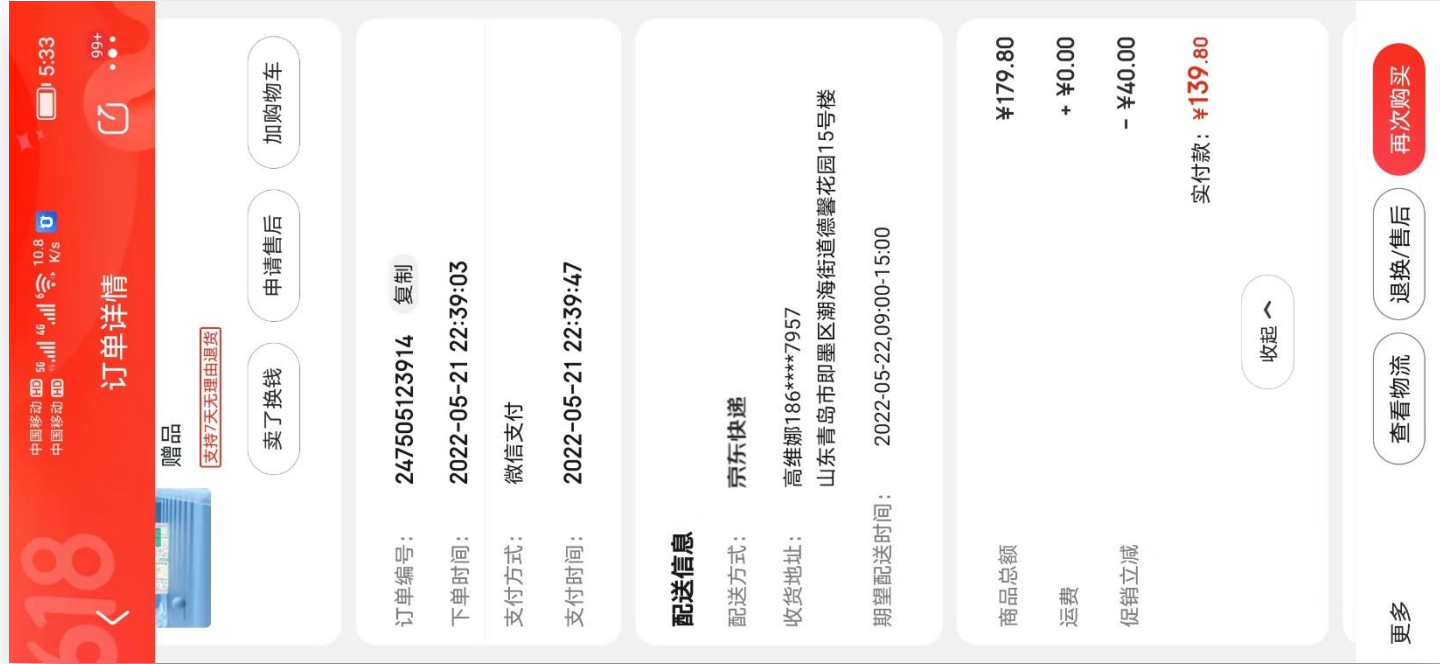 中国移动 HD 5G 4G 6 10.8 K/s 5:33
中国移动 HD
618
订单详情
99+
赠品
支持7天无理由退货
卖了换钱 申请售后 加购物车
订单编号： 247505123914 复制
下单时间： 2022-05-21 22:39:03
支付方式： 微信支付
支付时间： 2022-05-21 22:39:47
配送信息
配送方式： 京东快递
收货地址： 高维娜186****7957
山东青岛市即墨区潮海街道德馨花园15号楼
期望配送时间： 2022-05-22,09:00-15:00
商品总额 ¥179.80
运费 + ¥0.00
促销立减 - ¥40.00
实付款： ¥139.80
收起
更多 查看物流 退换/售后 再次购买